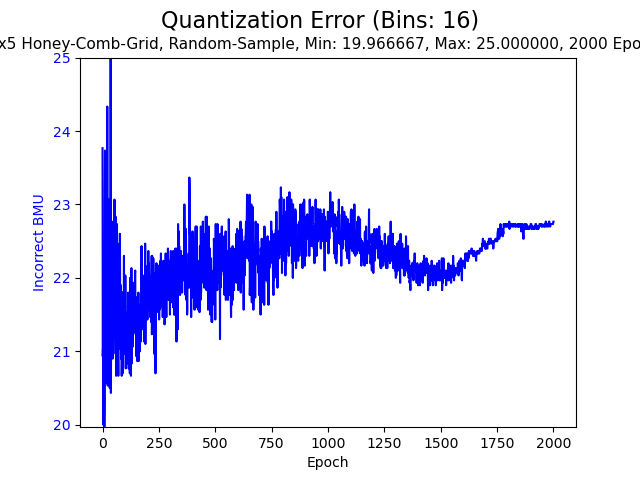 Quantization Error (Bins: 16)
x5 Honey-Comb-Grid, Random-Sample, Min: 19.966667, Max: 25.000000, 2000 Epo
25
24
23
22
21
20
Incorrect BMU
0 250 500 750 1000 1250 1500 1750 2000
Epoch